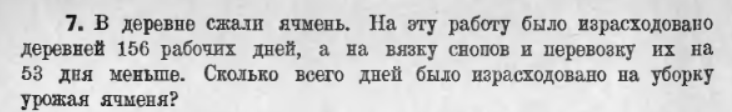 7. В деревне сжали ячмень. На эту работу было израсходовано
деревней 156 рабочих дней, а на вязку снопов и перевозку их на
53 дня меньше. Сколько всего дней было израсходовано на уборку
урожая ячменя?